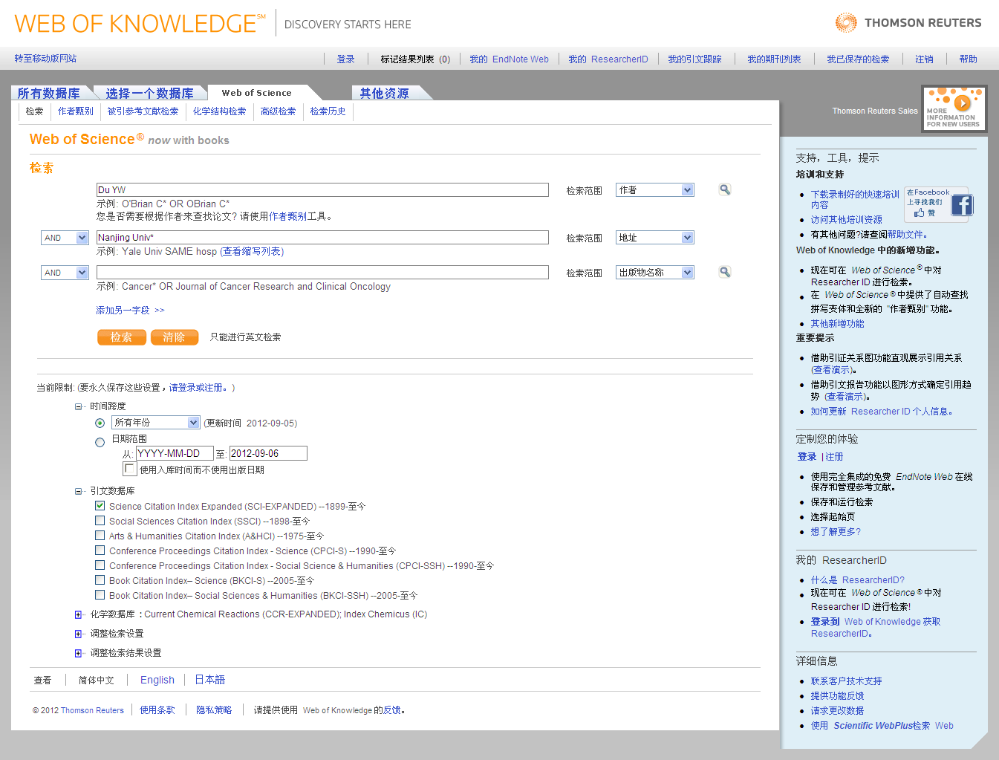 WEB OF KNOWLEDGE℠ DISCOVERY STARTS HERE
THOMSON REUTERS
转至移动版网站
登录 标记结果列表 (0) 我的 EndNote Web 我的 ResearcherID 我的引文跟踪 我的期刊列表 我已保存的检索 注销 帮助
所有数据库 选择一个数据库 Web of Science 其他资源
检索 作者甄别 被引参考文献检索 化学结构检索 高级检索 检索历史
Web of Science® now with books
检索
Du YW 检索范围 作者
示例: O'Brian C* OR OBrian C*
您是否需要根据作者来查找论文? 请使用作者甄别工具。
AND Nanjing Univ* 检索范围 地址
示例: Yale Univ SAME hosp (查看缩写列表)
AND 检索范围 出版物名称
示例: Cancer* OR Journal of Cancer Research and Clinical Oncology
添加另一字段 >>
检索 清除 只能进行英文检索
当前限制: (要永久保存这些设置，请登录或注册。)
时间跨度
所有年份 (更新时间 2012-09-05)
日期范围
从: YYYY-MM-DD 至: 2012-09-06
使用入库时间而不使用出版日期
引文数据库
Science Citation Index Expanded (SCI-EXPANDED) --1899-至今
Social Sciences Citation Index (SSCI) --1898-至今
Arts & Humanities Citation Index (A&HCI) --1975-至今
Conference Proceedings Citation Index - Science (CPCI-S) --1990-至今
Conference Proceedings Citation Index - Social Science & Humanities (CPCI-SSH) --1990-至今
Book Citation Index– Science (BKCI-S) --2005-至今
Book Citation Index– Social Sciences & Humanities (BKCI-SSH) --2005-至今
化学数据库 : Current Chemical Reactions (CCR-EXPANDED); Index Chemicus (IC)
调整检索设置
调整检索结果设置
查看 简体中文 English 日本語
© 2012 Thomson Reuters 使用条款 隐私策略 请提供使用 Web of Knowledge 的反馈。
Thomson Reuters Sales
MORE
INFORMATION
FOR NEW USERS
支持，工具，提示
培训和支持
下载录制好的快速培训
内容
在Facebook
上寻找我们
赞
访问其他培训资源
有其他问题?请查阅帮助文件。
Web of Knowledge 中的新增功能。
现在可在 Web of Science ® 中对
Researcher ID 进行检索。
在 Web of Science ® 中提供了自动查找
拼写变体和全新的 "作者甄别" 功能。
其他新增功能
重要提示
借助引证关系图功能直观展示引用关系
(查看演示)。
借助引文报告功能以图形方式确定引用趋
势 (查看演示)。
如何更新 Researcher ID 个人信息。
定制您的体验
登录 | 注册
使用完全集成的免费 EndNote Web 在线
保存和管理参考文献。
保存和运行检索
选择起始页
想了解更多?
我的 ResearcherID
什么是 ResearcherID?
现在可在 Web of Science ® 中对
Researcher ID 进行检索!
登录到 Web of Knowledge 获取
ResearcherID。
详细信息
联系客户技术支持
提供功能反馈
请求更改数据
使用 Scientific WebPlus检索 Web